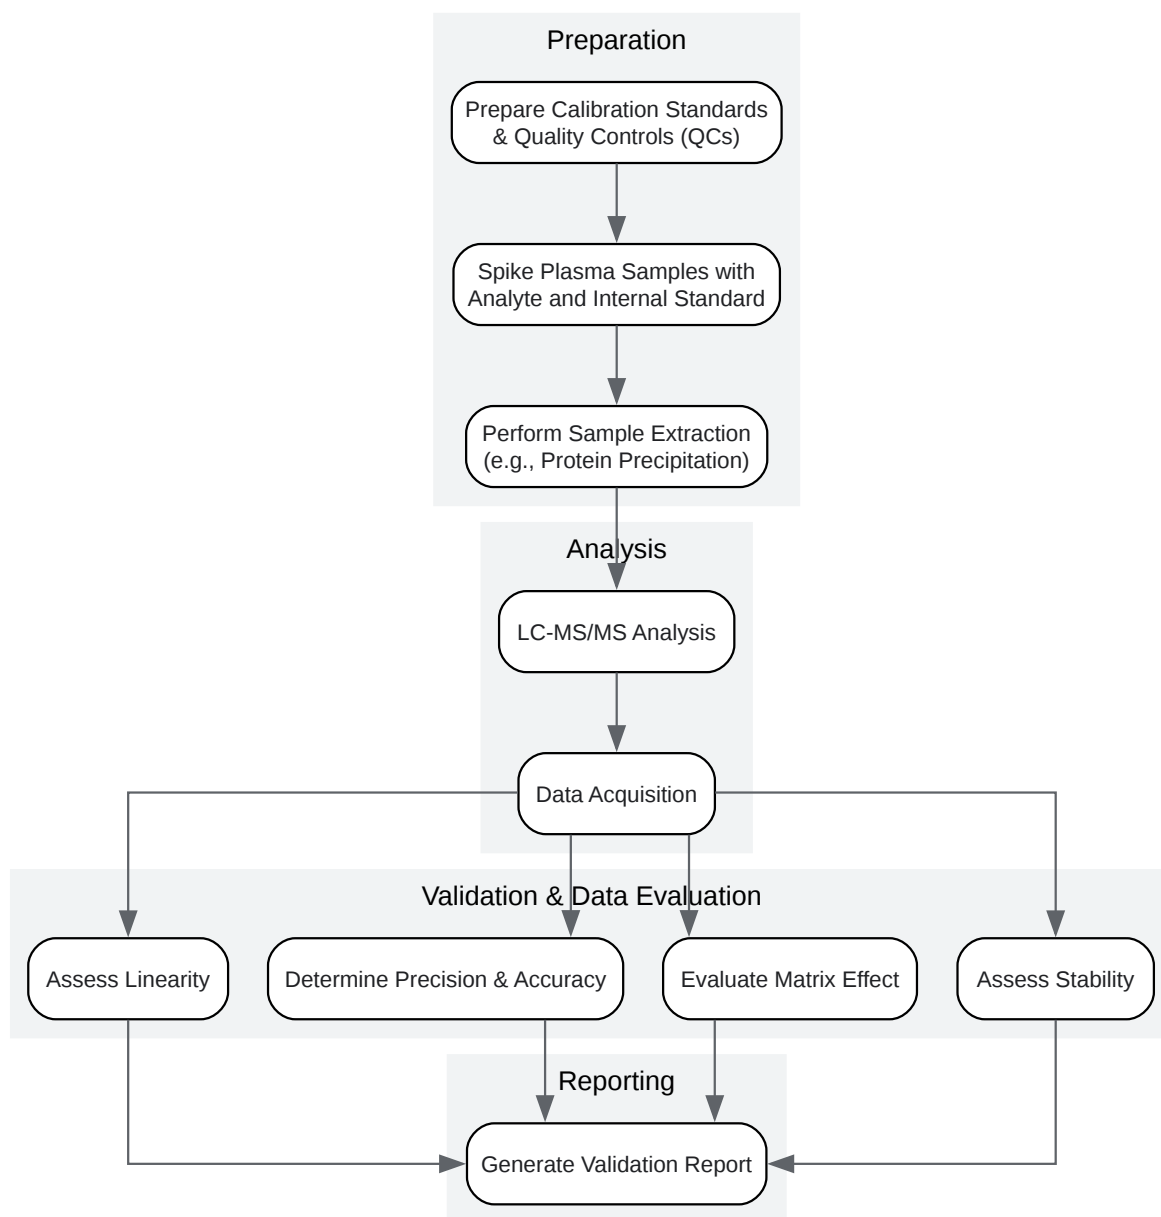 Preparation
Prepare Calibration Standards
& Quality Controls (QCs)
Spike Plasma Samples with
Analyte and Internal Standard
Perform Sample Extraction
(e.g., Protein Precipitation)
Analysis
LC-MS/MS Analysis
Data Acquisition
Validation & Data Evaluation
Assess Linearity
Determine Precision & Accuracy
Evaluate Matrix Effect
Assess Stability
Reporting
Generate Validation Report